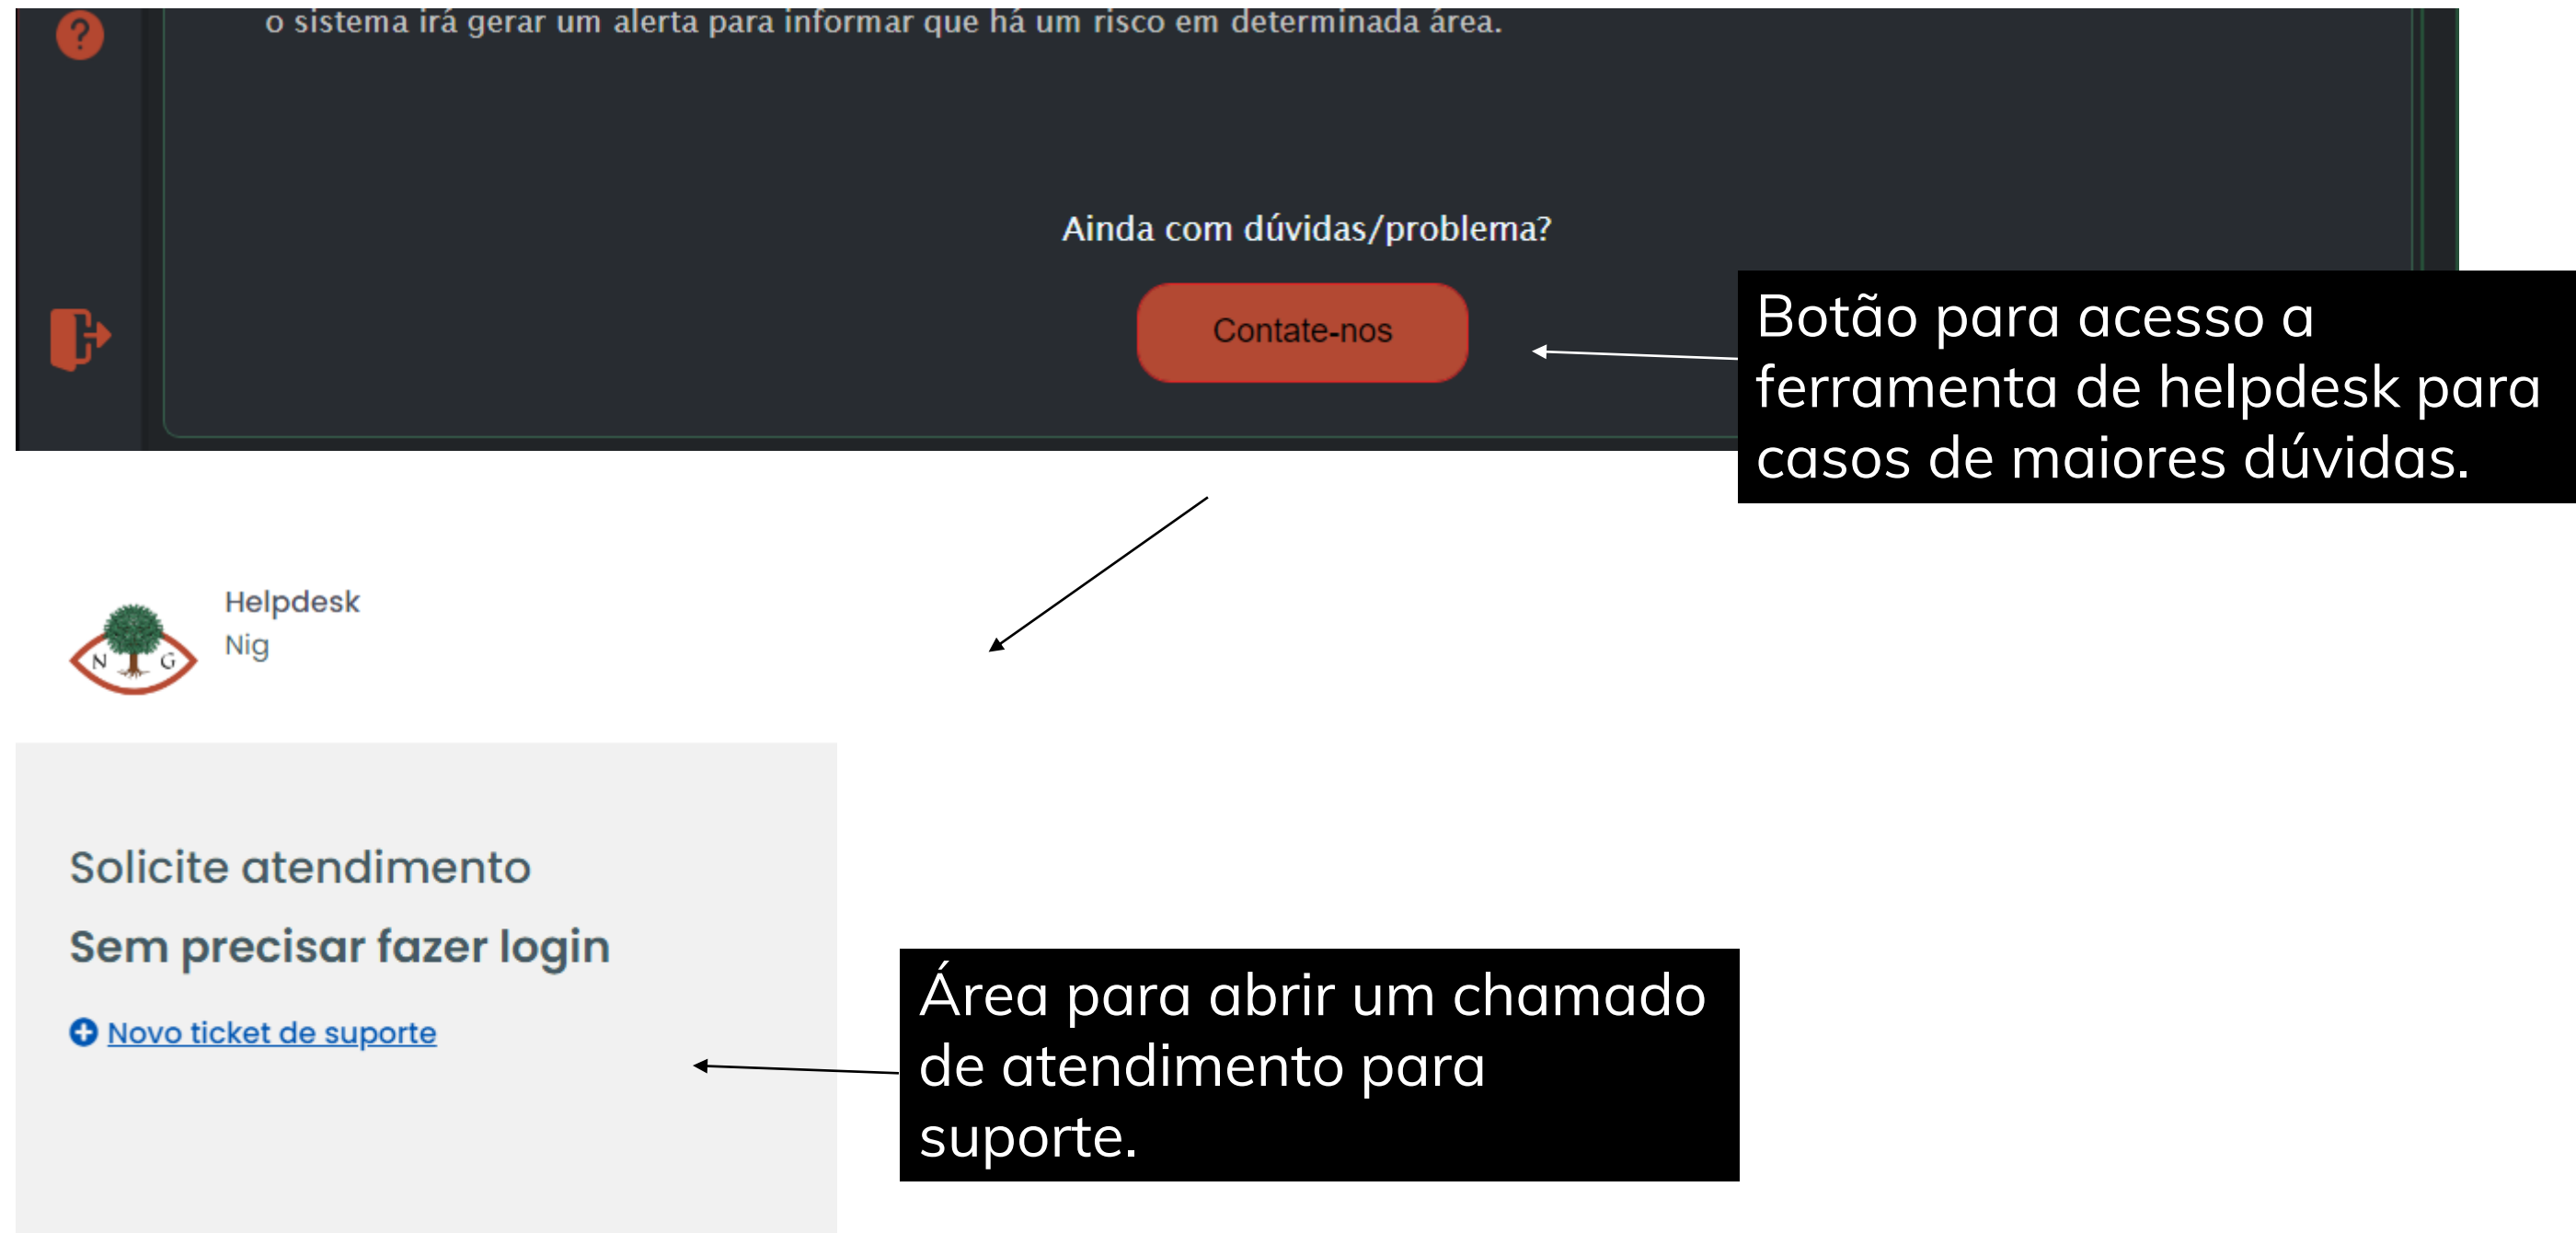 o sistema irá gerar um alerta para informar que há um risco em determinada área.
?
Ainda com dúvidas/problema?
Contate-nos
Botão para acesso a
ferramenta de helpdesk para
casos de maiores dúvidas.
Helpdesk
Nig
N G
Solicite atendimento
Sem precisar fazer login
Novo ticket de suporte
Área para abrir um chamado
de atendimento para
suporte.